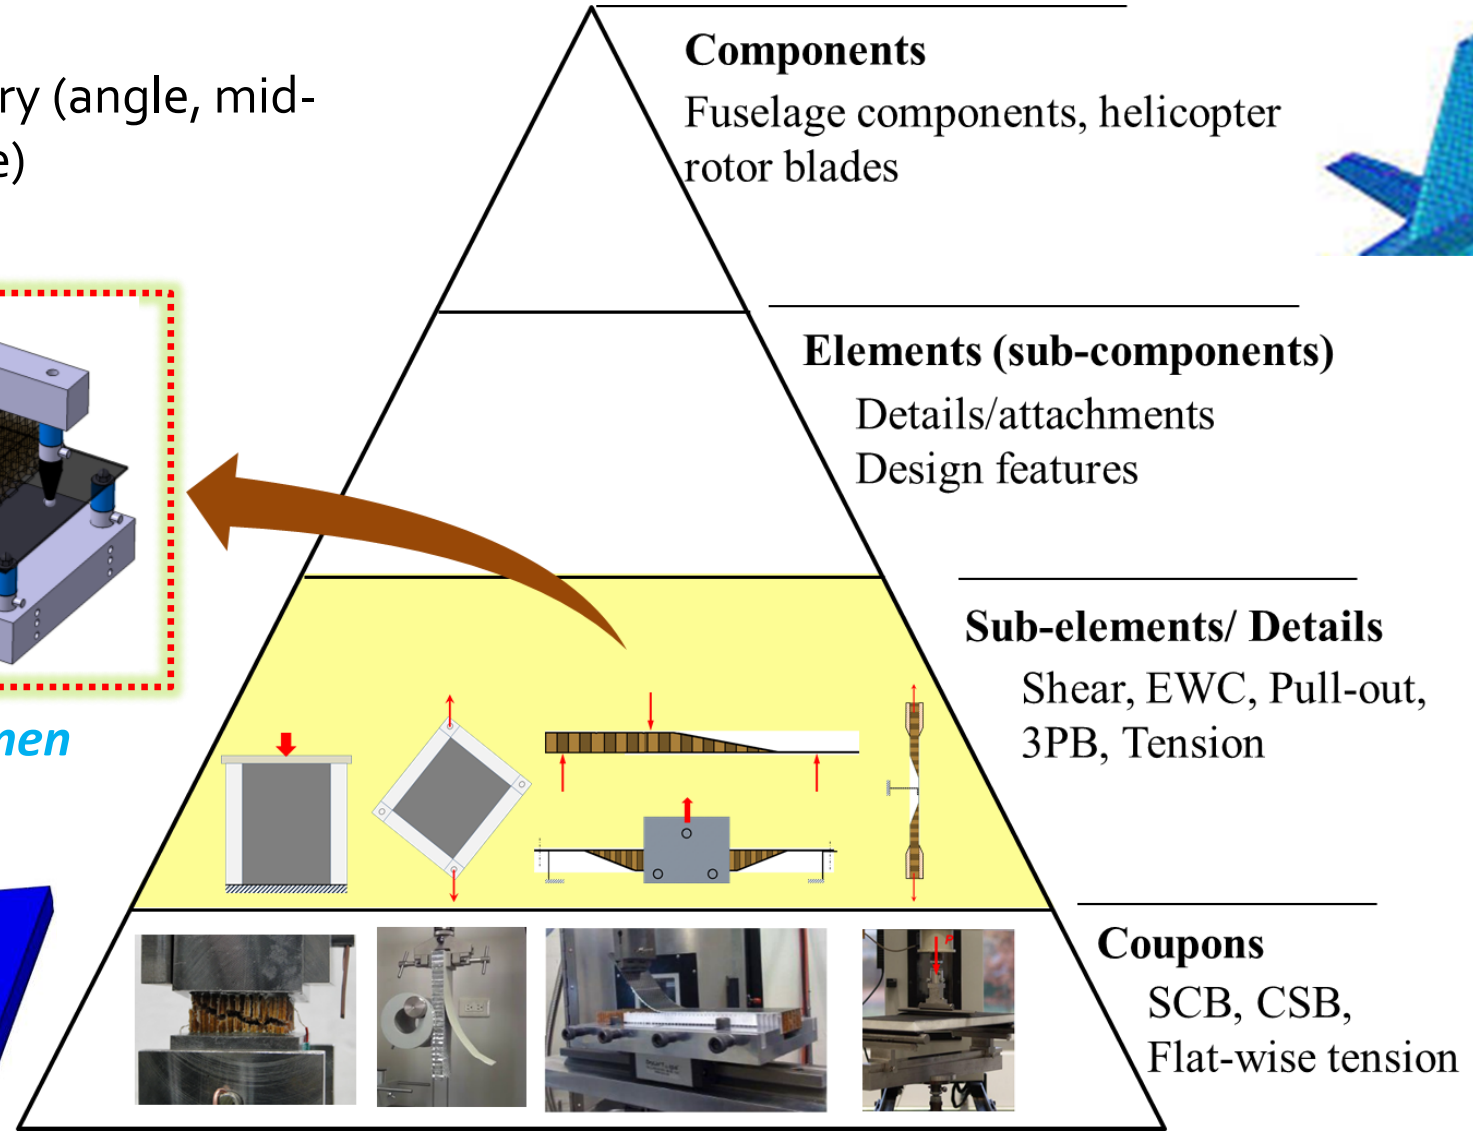 ry (angle, mid-
e)
Components
Fuselage components, helicopter
rotor blades
Elements (sub-components)
Details/attachments
Design features
Sub-elements/ Details
Shear, EWC, Pull-out,
3PB, Tension
men
Coupons
SCB, CSB,
Flat-wise tension
P